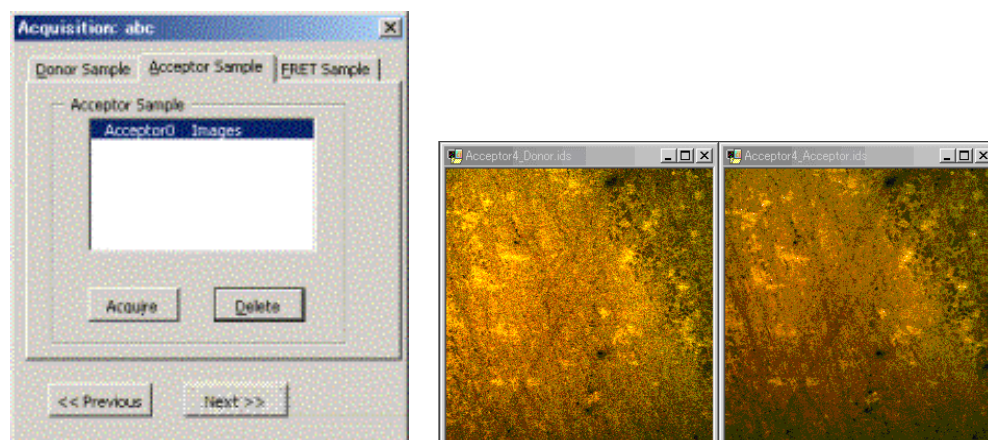 Acquisition: abc
Donor Sample Acceptor Sample FRET Sample
Acceptor Sample
Acceptor0 Images
Acquire Delete
<< Previous Next >>
Acceptor4_Donor.ids
Acceptor4_Acceptor.ids